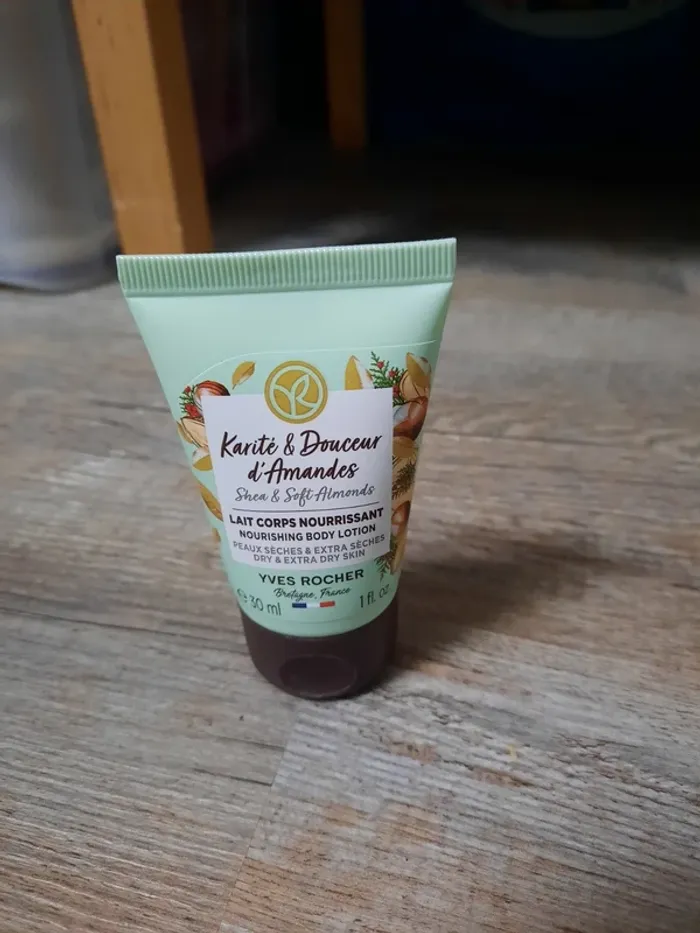 Karité & Douceur
d'Amandes
Shea & Soft Almonds
LAIT CORPS NOURRISSANT
NOURISHING BODY LOTION
PEAUX SÈCHES & EXTRA SÈCHES
DRY & EXTRA DRY SKIN
YVES ROCHER
Bretagne, France
℮ 30 ml 1 fl. oz